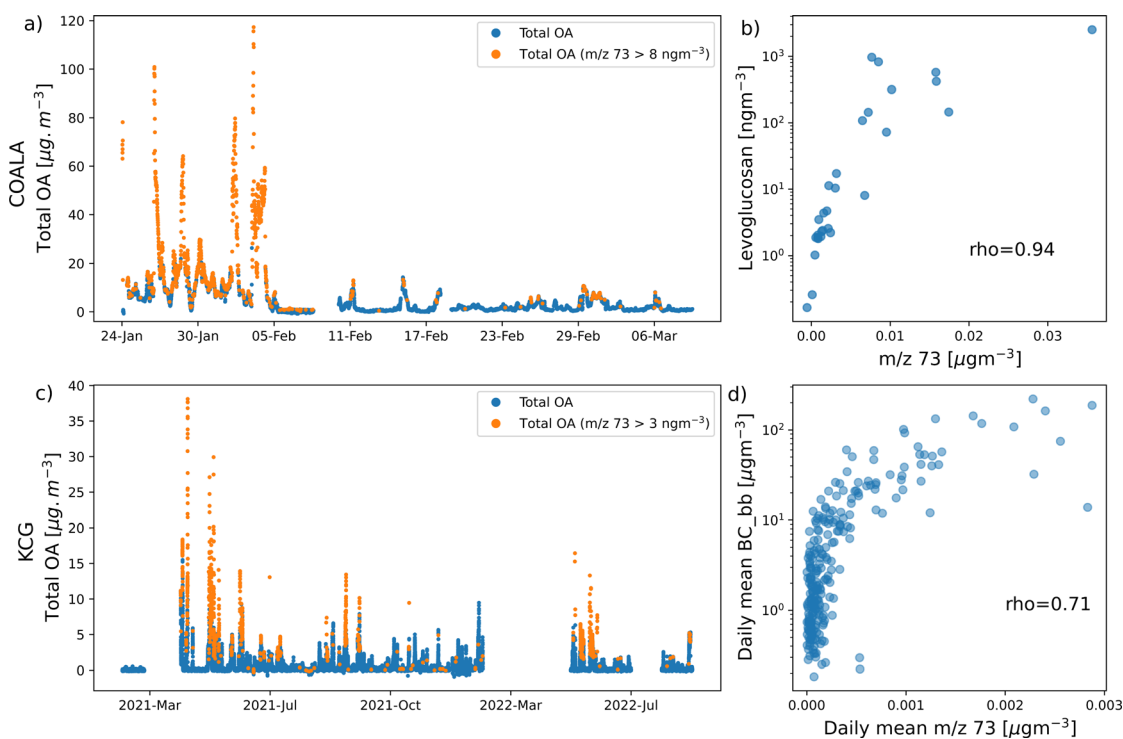 a)
COALA
Total OA [μg. m⁻³]
120
100
80
60
40
20
0
Total OA
Total OA (m/z 73 > 8 ngm⁻³)
24-Jan 30-Jan 05-Feb 11-Feb 17-Feb 23-Feb 29-Feb 06-Mar
b)
Levoglucosan [ngm⁻³]
10³
10²
10¹
10⁰
rho=0.94
0.00 0.01 0.02 0.03
m/z 73 [μgm⁻³]
c)
KCG
Total OA [μg. m⁻³]
40
35
30
25
20
15
10
5
0
Total OA
Total OA (m/z 73 > 3 ngm⁻³)
2021-Mar 2021-Jul 2021-Oct 2022-Mar 2022-Jul
d)
Daily mean BC_bb [μgm⁻³]
10²
10¹
10⁰
rho=0.71
0.000 0.001 0.002 0.003
Daily mean m/z 73 [μgm⁻³]